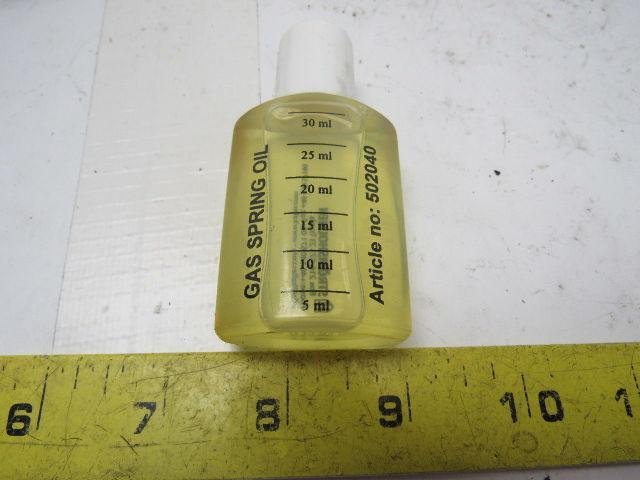 GAS SPRING OIL
30 ml
25 ml
20 ml
15 ml
10 ml
5 ml
Article no: 502040
6 7 8 9 10 1